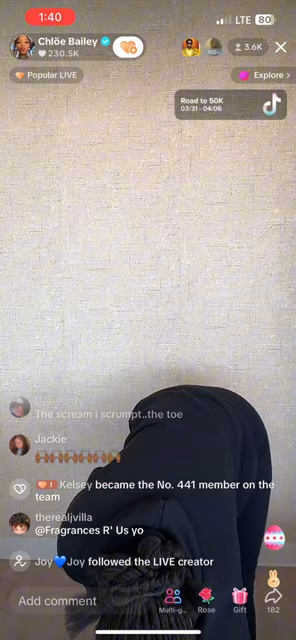 1:40
LTE 80
Chlöe Bailey
230.5K
3.6K
Popular LIVE
Explore >
Road to 50K
03/31 - 04/06
The scream i scrumpt..the toe
Jackie
Kelsey became the No. 441 member on the
team
therealjvilla
@Fragrances R' Us yo
Joy💙Joy followed the LIVE creator
Add comment
Multi-g...
Rose
Gift
182